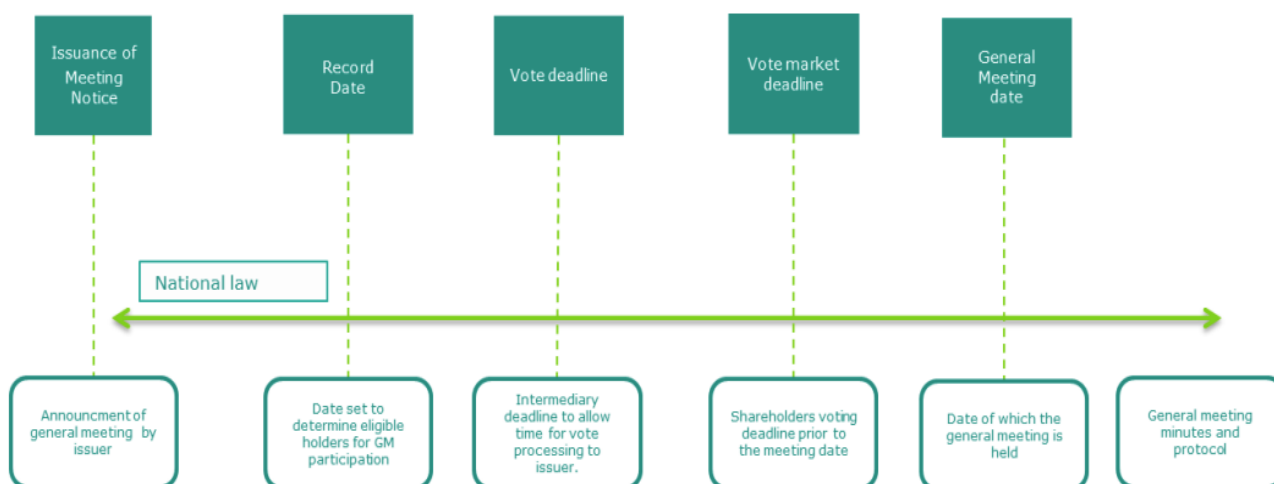 Issuance of
Meeting
Notice
Record
Date
Vote deadline
Vote market
deadline
General
Meeting
date
National law
Announcment of
general meeting by
issuer
Date set to
determine eligible
holders for GM
participation
Intermediary
deadline to allow
time for vote
processing to
issuer.
Shareholders voting
deadline prior to
the meeting date
Date of which the
general meeting is
held
General meeting
minutes and
protocol